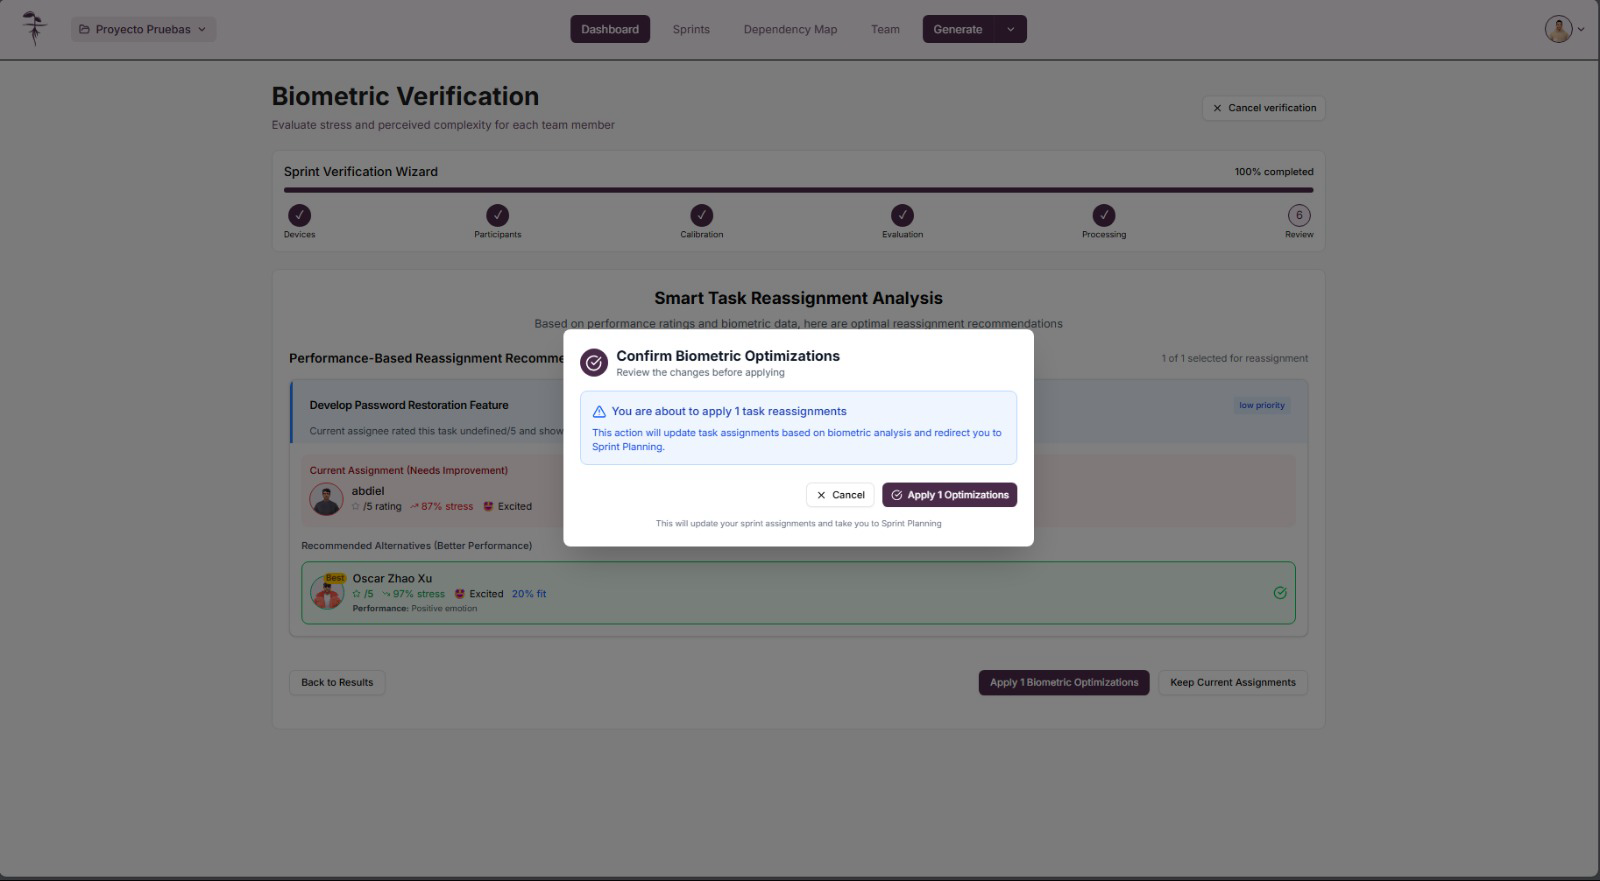 Proyecto Pruebas
Dashboard
Sprints
Dependency Map
Team
Generate
Biometric Verification
Evaluate stress and perceived complexity for each team member
Cancel verification
Sprint Verification Wizard
100% completed
6
Devices
Participants
Calibration
Evaluation
Processing
Review
Smart Task Reassignment Analysis
Based on performance ratings and biometric data, here are optimal reassignment recommendations
Performance-Based Reassignment Recomme
1 of 1 selected for reassignment
Develop Password Restoration Feature
low priority
Current assignee rated this task undefined/5 and show
Current Assignment (Needs Improvement)
abdiel
/5 rating 87% stress Excited
Recommended Alternatives (Better Performance)
Best
Oscar Zhao Xu
/5 97% stress Excited 20% fit
Performance: Positive emotion
Back to Results
Apply 1 Biometric Optimizations
Keep Current Assignments
Confirm Biometric Optimizations
Review the changes before applying
You are about to apply 1 task reassignments
This action will update task assignments based on biometric analysis and redirect you to
Sprint Planning.
Cancel
Apply 1 Optimizations
This will update your sprint assignments and take you to Sprint Planning